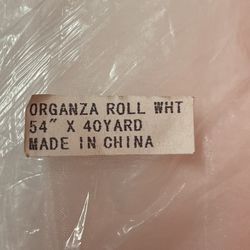 ORGANZA ROLL WHT
54" X 40YARD
MADE IN CHINA